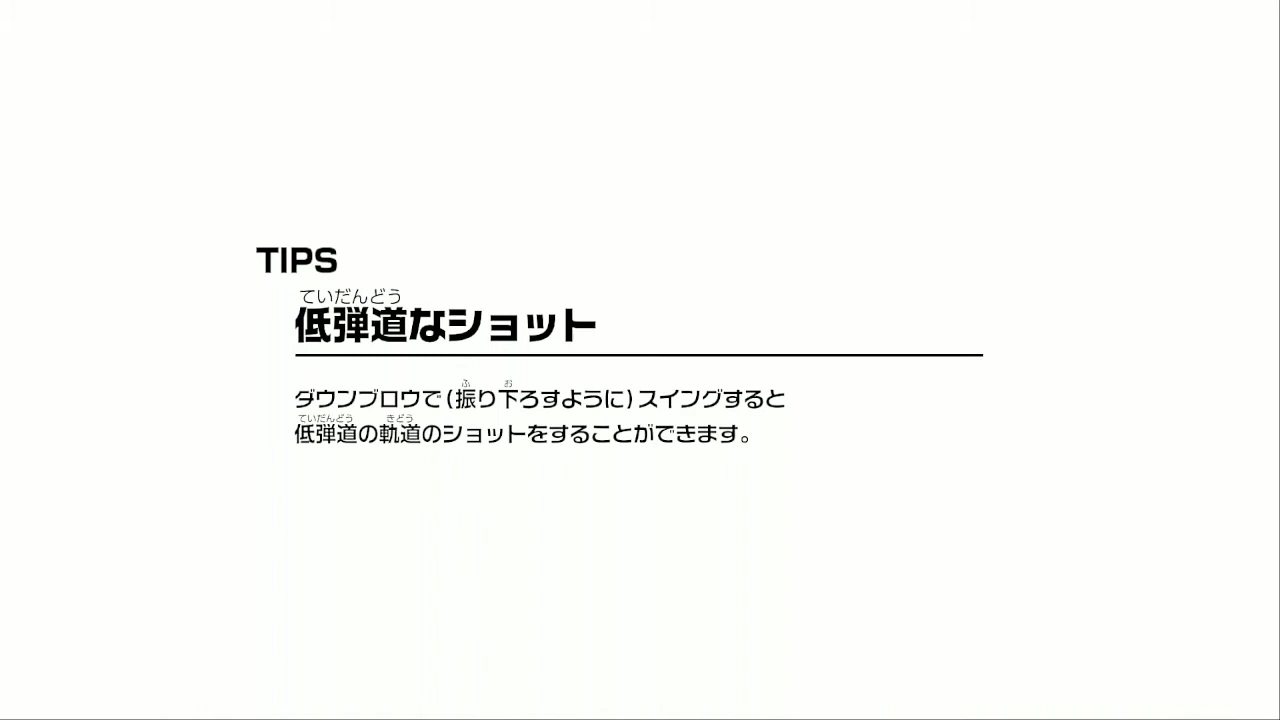 TIPS
ていだんどう
低弾道なショット
ふ お
ダウンブロウで(振り下ろすように)スイングすると
ていだんどう きどう
低弾道の軌道のショットをすることができます。